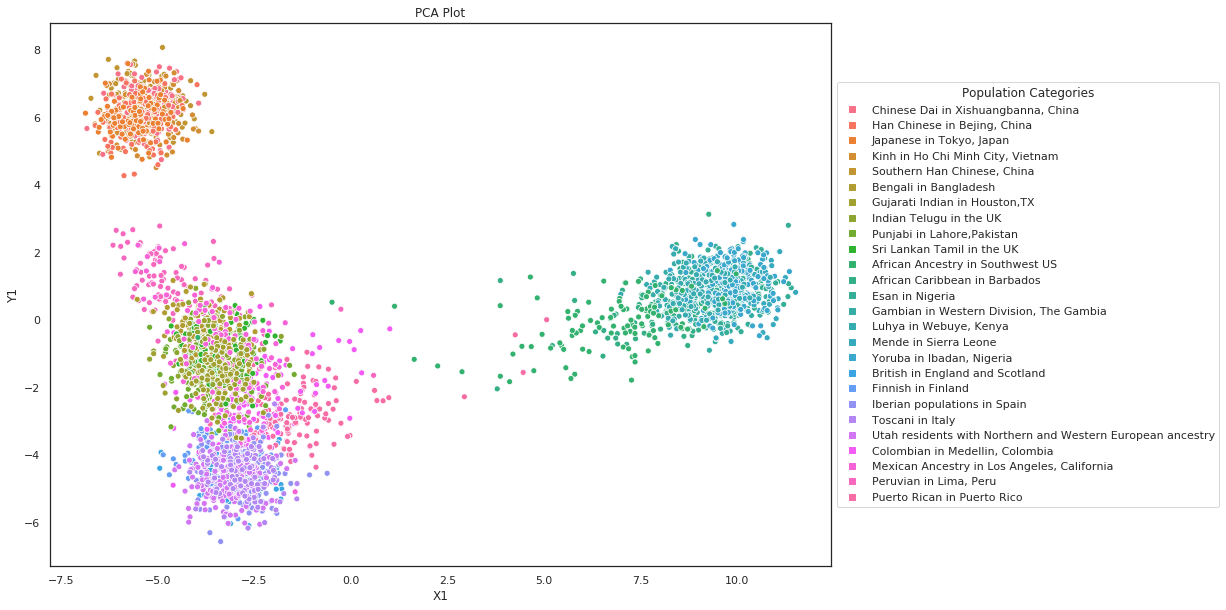 PCA Plot
8
6
4
2
0
−2
−4
−6
Y1
−7.5
−5.0
−2.5
0.0
2.5
5.0
7.5
10.0
X1
Population Categories
Chinese Dai in Xishuangbanna, China
Han Chinese in Bejing, China
Japanese in Tokyo, Japan
Kinh in Ho Chi Minh City, Vietnam
Southern Han Chinese, China
Bengali in Bangladesh
Gujarati Indian in Houston,TX
Indian Telugu in the UK
Punjabi in Lahore,Pakistan
Sri Lankan Tamil in the UK
African Ancestry in Southwest US
African Caribbean in Barbados
Esan in Nigeria
Gambian in Western Division, The Gambia
Luhya in Webuye, Kenya
Mende in Sierra Leone
Yoruba in Ibadan, Nigeria
British in England and Scotland
Finnish in Finland
Iberian populations in Spain
Toscani in Italy
Utah residents with Northern and Western European ancestry
Colombian in Medellin, Colombia
Mexican Ancestry in Los Angeles, California
Peruvian in Lima, Peru
Puerto Rican in Puerto Rico